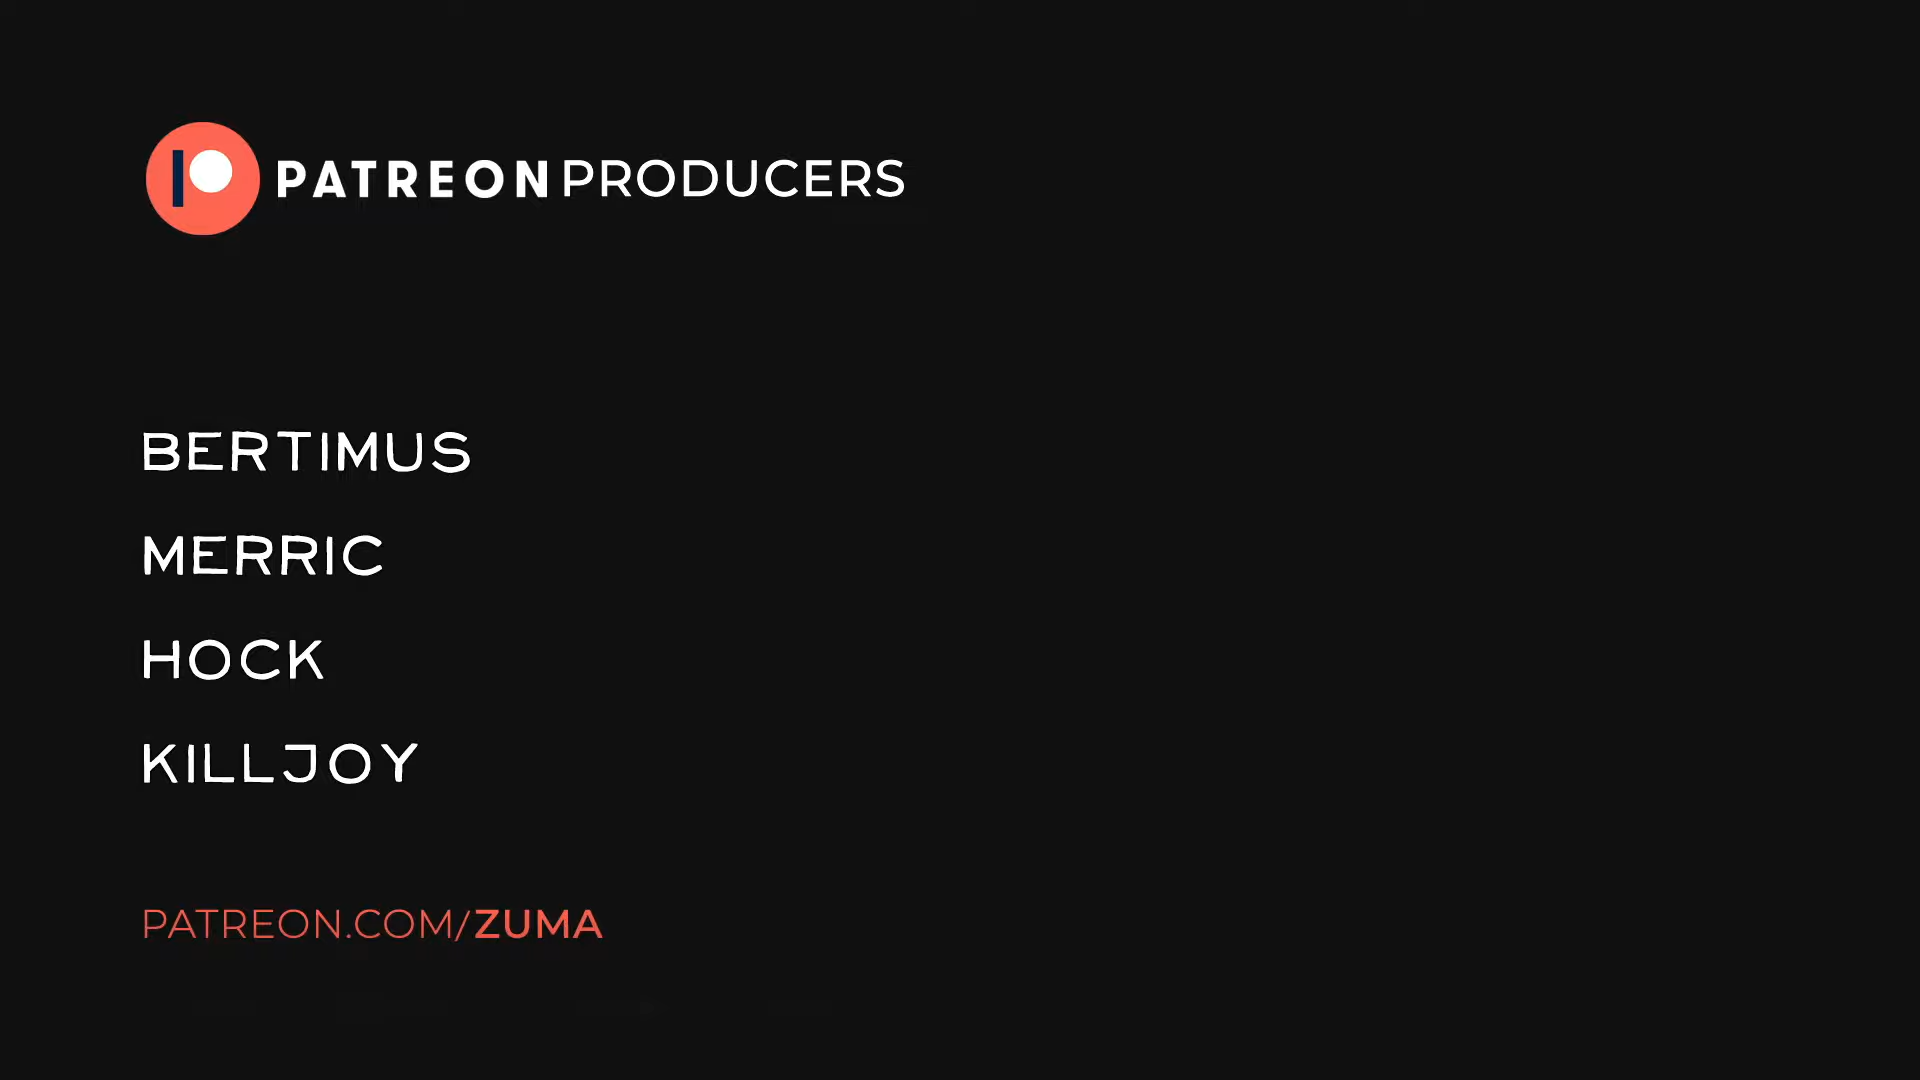 PATREON PRODUCERS
BERTIMUS
MERRIC
HOCK
KILLJOY
PATREON.COM/ZUMA